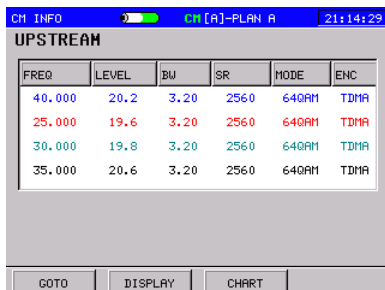 CM INFO CM[A]-PLAN A 21:14:29
UPSTREAM
FREQ LEVEL BW SR MODE ENC
40.000 20.2 3.20 2560 64QAM TDMA
25.000 19.6 3.20 2560 64QAM TDMA
30.000 19.8 3.20 2560 64QAM TDMA
35.000 20.6 3.20 2560 64QAM TDMA
GOTO DISPLAY CHART